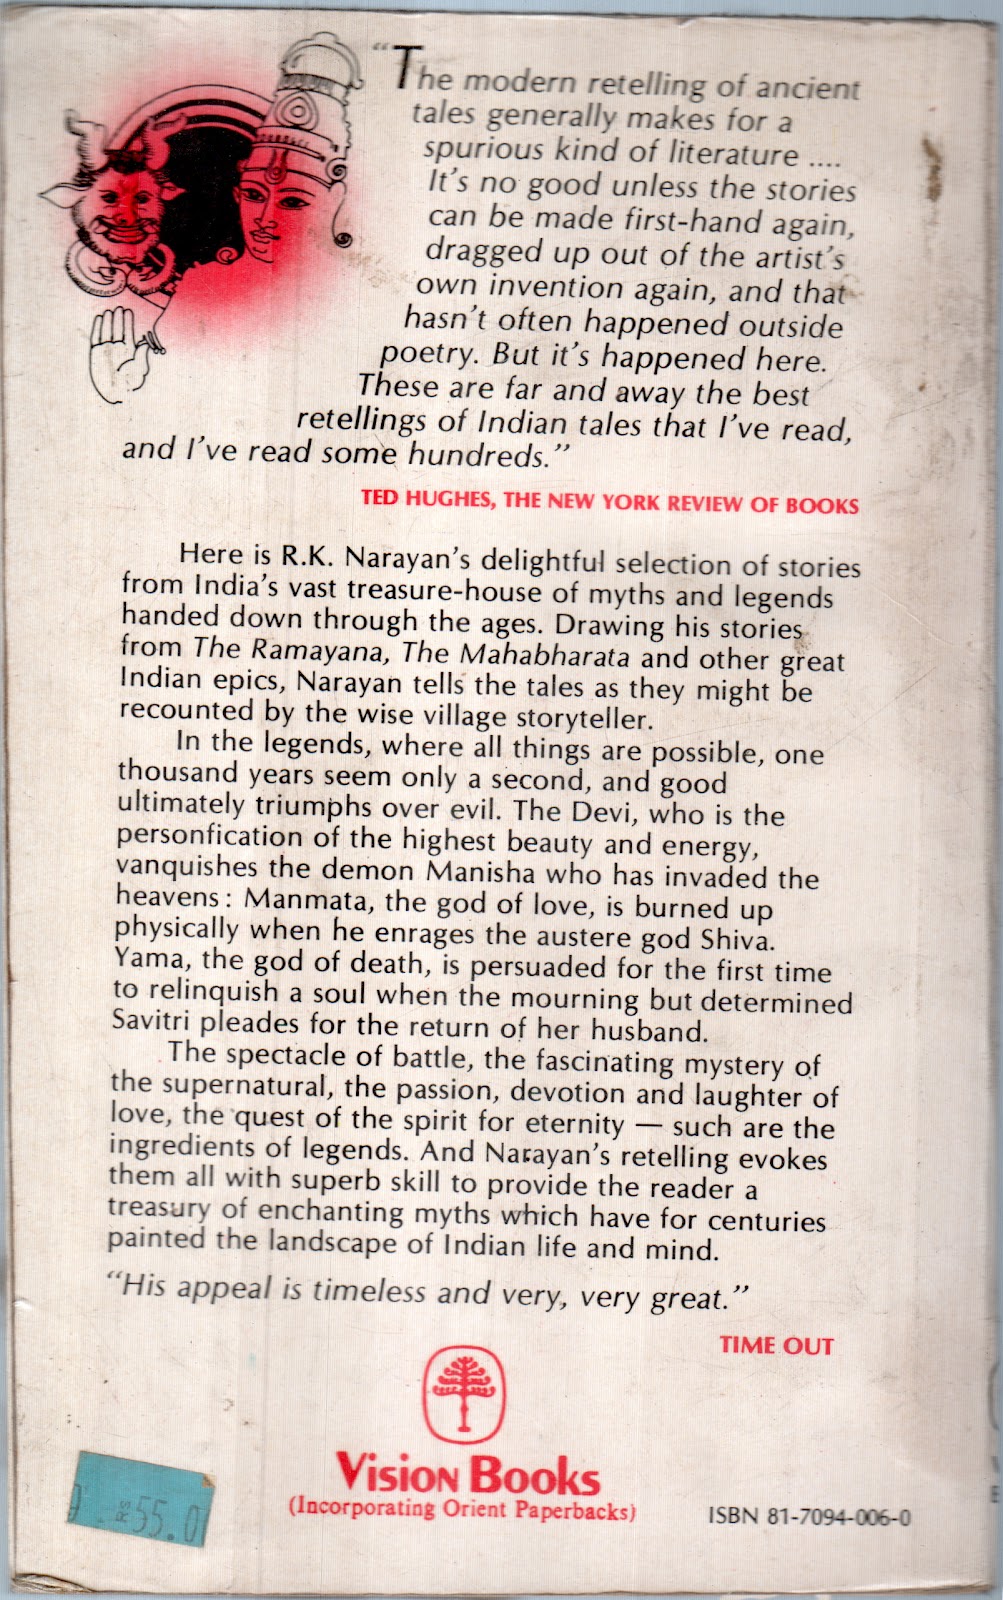 “The modern retelling of ancient
tales generally makes for a
spurious kind of literature ....
It’s no good unless the stories
can be made first-hand again,
dragged up out of the artist’s
own invention again, and that
hasn’t often happened outside
poetry. But it’s happened here.
These are far and away the best
retellings of Indian tales that I’ve read,
and I’ve read some hundreds.”
TED HUGHES, THE NEW YORK REVIEW OF BOOKS
Here is R.K. Narayan’s delightful selection of stories
from India’s vast treasure-house of myths and legends
handed down through the ages. Drawing his stories
from The Ramayana, The Mahabharata and other great
Indian epics, Narayan tells the tales as they might be
recounted by the wise village storyteller.
In the legends, where all things are possible, one
thousand years seem only a second, and good
ultimately triumphs over evil. The Devi, who is the
personfication of the highest beauty and energy,
vanquishes the demon Manisha who has invaded the
heavens : Manmata, the god of love, is burned up
physically when he enrages the austere god Shiva.
Yama, the god of death, is persuaded for the first time
to relinquish a soul when the mourning but determined
Savitri pleades for the return of her husband.
The spectacle of battle, the fascinating mystery of
the supernatural, the passion, devotion and laughter of
love, the quest of the spirit for eternity — such are the
ingredients of legends. And Narayan’s retelling evokes
them all with superb skill to provide the reader a
treasury of enchanting myths which have for centuries
painted the landscape of Indian life and mind.
“His appeal is timeless and very, very great.”
TIME OUT
Vision Books
(Incorporating Orient Paperbacks)
ISBN 81-7094-006-0
RS 55.0